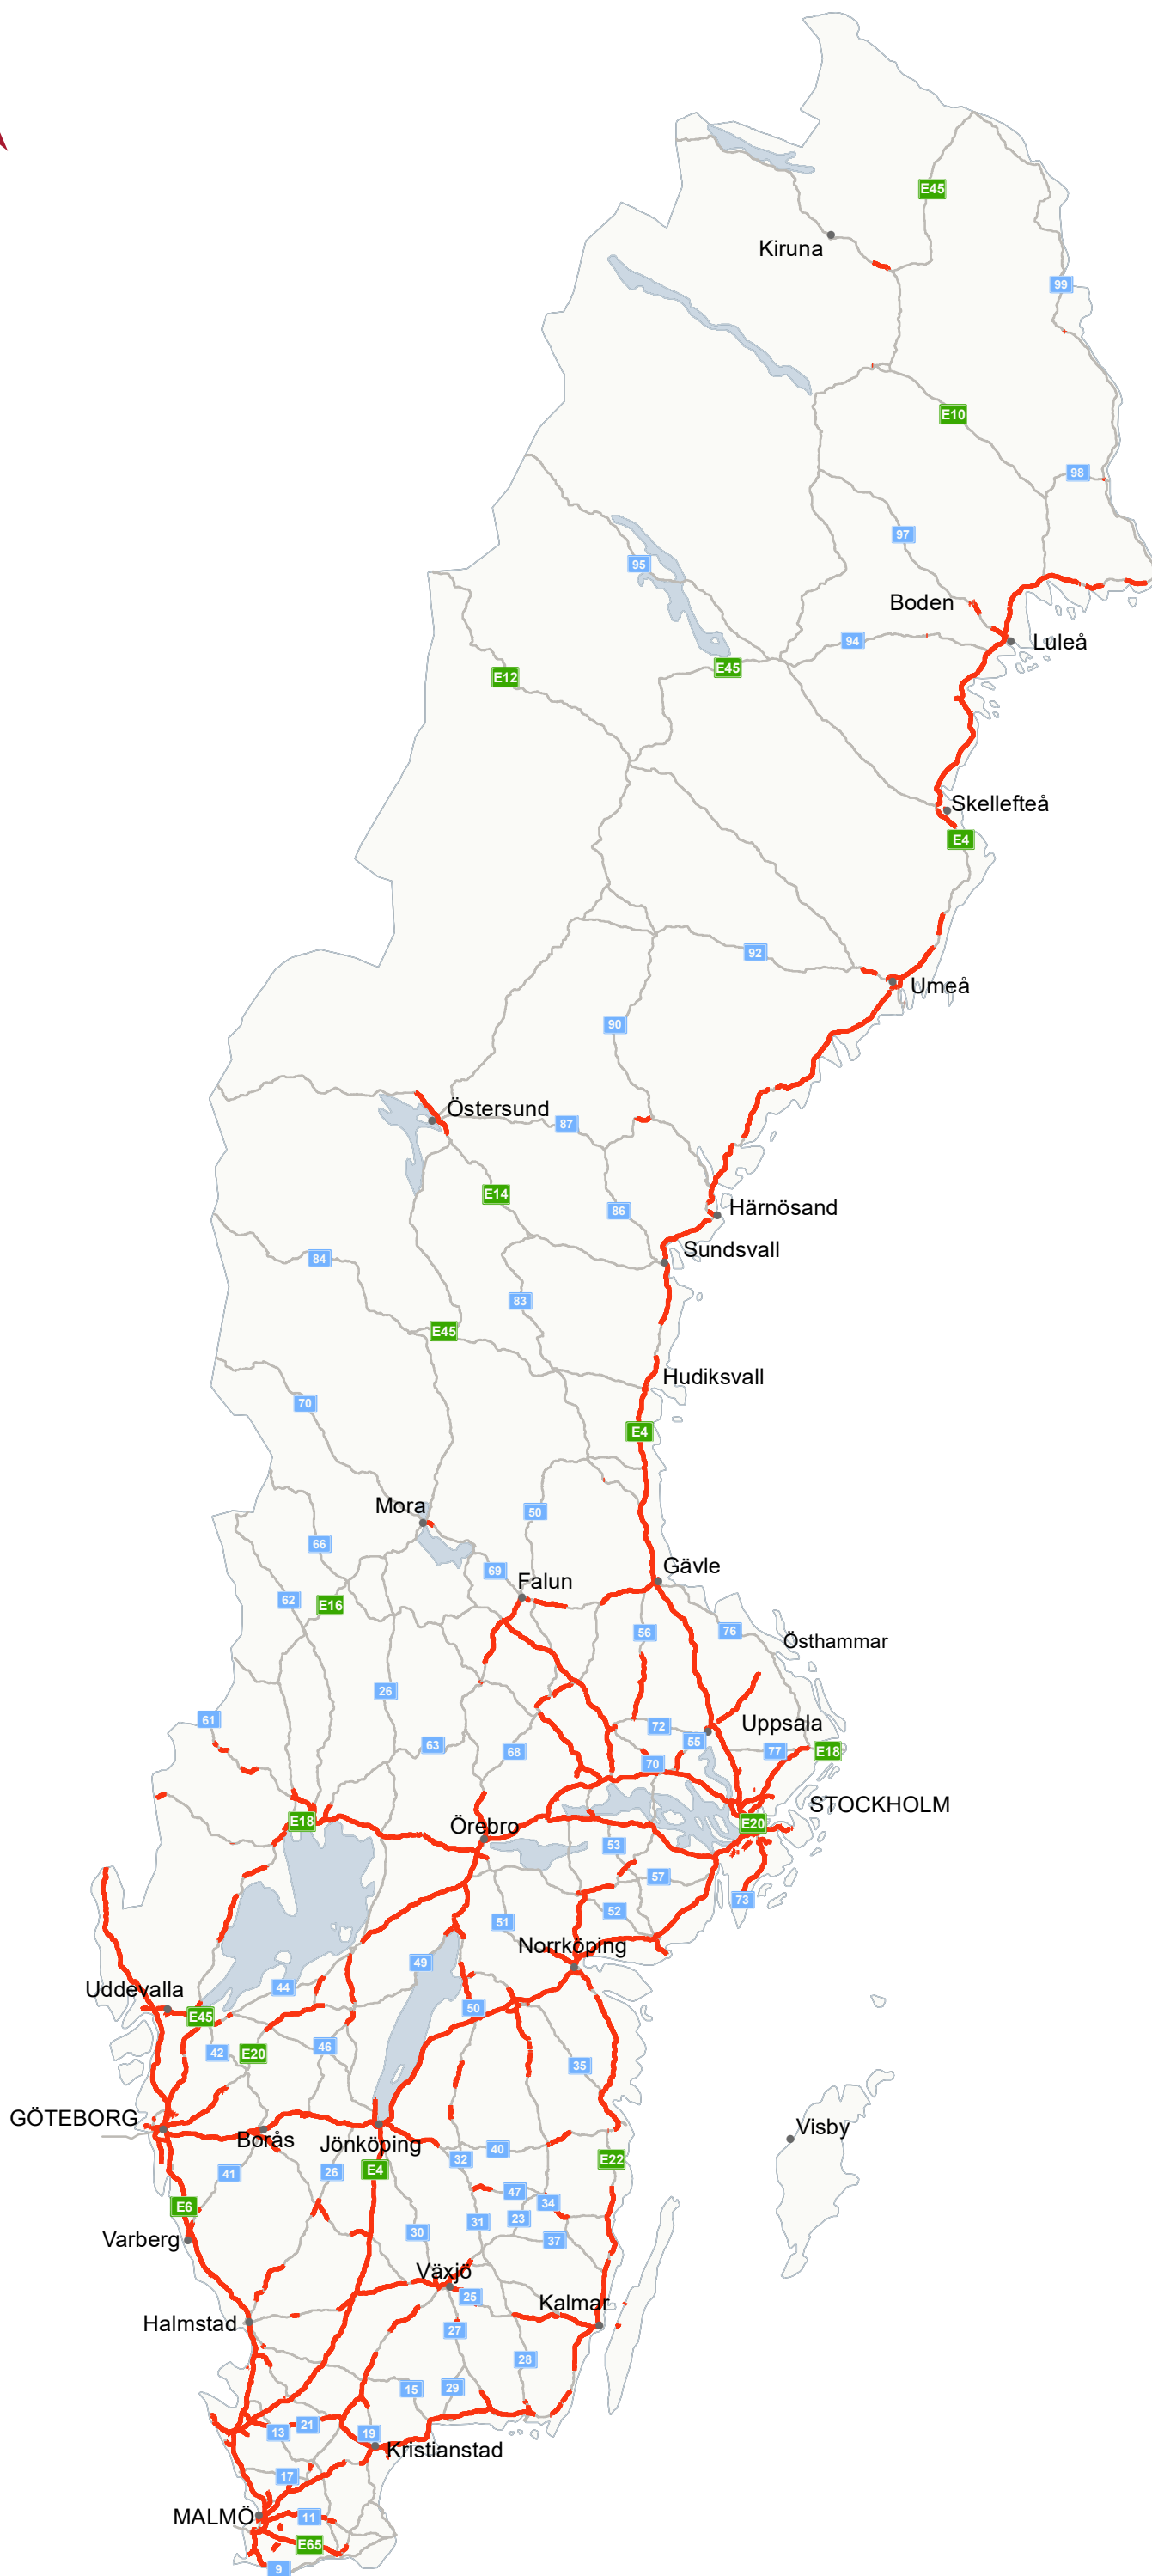 E45
Kiruna
99
E10
98
97
95
Boden
94
Luleå
E45
E12
Skellefteå
E4
92
Umeå
90
Östersund
87
E14
86
Härnösand
Sundsvall
84
83
E45
Hudiksvall
70
E4
Mora
50
66
Gävle
69
Falun
62
E16
56
76
Östhammar
26
61
Uppsala
72
55
63
68
77
E18
70
STOCKHOLM
E18
E20
Örebro
53
57
73
52
51
Norrköping
49
44
Uddevalla
50
E45
46
42
E20
35
GÖTEBORG
Visby
Borås
Jönköping
40
32
E22
E4
41
26
47
34
E6
23
31
30
Varberg
37
Växjö
25
Kalmar
Halmstad
27
28
29
15
21
13
19
Kristianstad
17
MALMÖ
11
E65
9